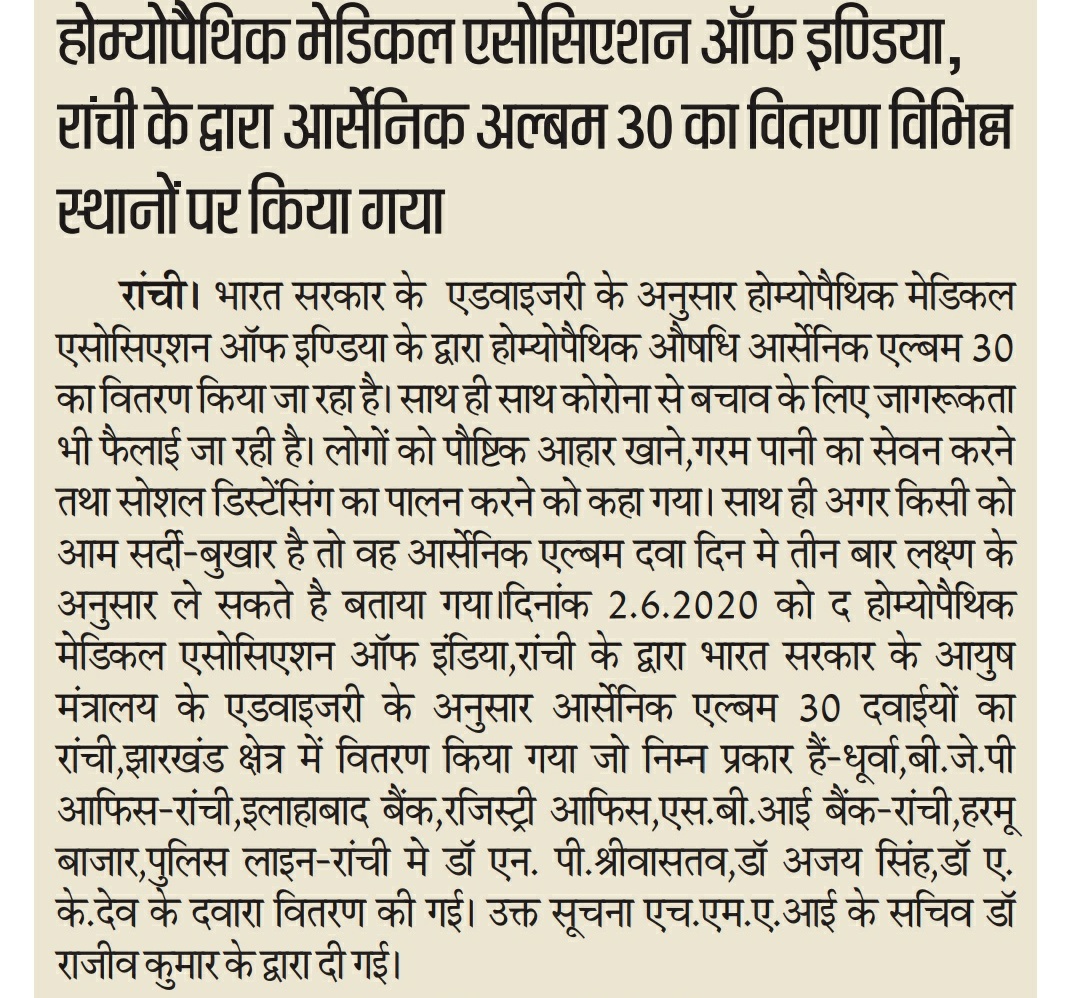 होम्योपैथिक मेडिकल एसोसिएशन ऑफ इण्डिया,
रांची के द्वारा आर्सेनिक अल्बम 30 का वितरण विभिन्न
स्थानों पर किया गया
रांची। भारत सरकार के एडवाइजरी के अनुसार होम्योपैथिक मेडिकल
एसोसिएशन ऑफ इण्डिया के द्वारा होम्योपैथिक औषधि आर्सेनिक एल्बम 30
का वितरण किया जा रहा है। साथ ही साथ कोरोना से बचाव के लिए जागरूकता
भी फैलाई जा रही है। लोगों को पौष्टिक आहार खाने,गरम पानी का सेवन करने
तथा सोशल डिस्टेंसिंग का पालन करने को कहा गया। साथ ही अगर किसी को
आम सर्दी-बुखार है तो वह आर्सेनिक एल्बम दवा दिन मे तीन बार लक्ष्ण के
अनुसार ले सकते है बताया गया।दिनांक 2.6.2020 को द होम्योपैथिक
मेडिकल एसोसिएशन ऑफ इंडिया,रांची के द्वारा भारत सरकार के आयुष
मंत्रालय के एडवाइजरी के अनुसार आर्सेनिक एल्बम 30 दवाईयों का
रांची,झारखंड क्षेत्र में वितरण किया गया जो निम्न प्रकार हैं-धूर्वा,बी.जे.पी
आफिस-रांची,इलाहाबाद बैंक,रजिस्ट्री आफिस,एस.बी.आई बैंक-रांची,हरमू
बाजार,पुलिस लाइन-रांची मे डॉ एन. पी.श्रीवासतव,डॉ अजय सिंह,डॉ ए.
के.देव के दवारा वितरण की गई। उक्त सूचना एच.एम.ए.आई के सचिव डॉ
राजीव कुमार के द्वारा दी गई।